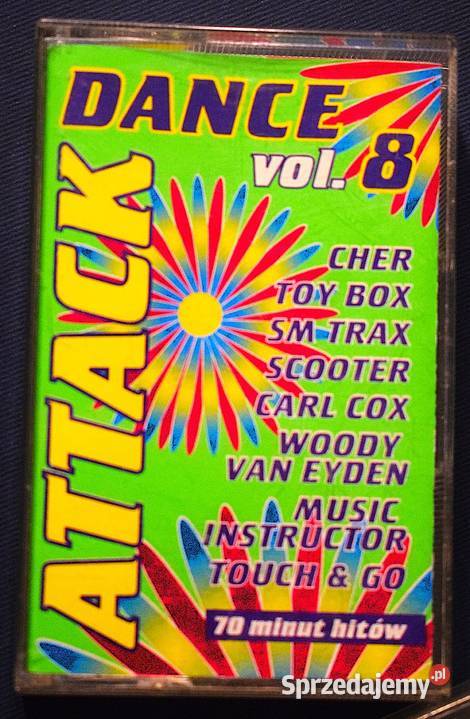 DANCE
vol. 8
ATTACK
CHER
TOY BOX
SM TRAX
SCOOTER
CARL COX
WOODY
VAN EYDEN
MUSIC
INSTRUCTOR
TOUCH & GO
70 minut hitów
Sprzedajemy.pl